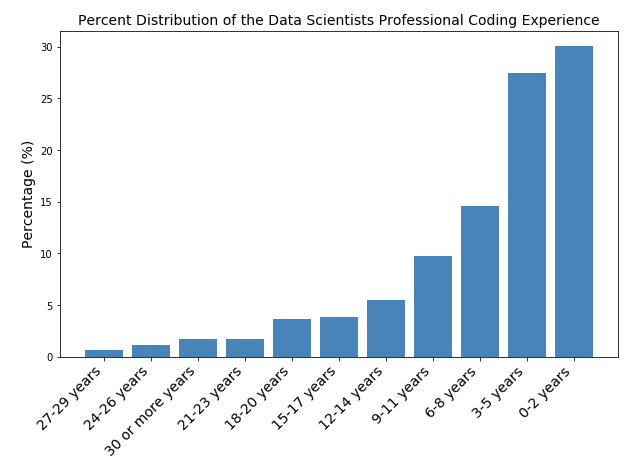 Percent Distribution of the Data Scientists Professional Coding Experience
Percentage (%)
30
25
20
15
10
5
0
27-29 years
24-26 years
30 or more years
21-23 years
18-20 years
15-17 years
12-14 years
9-11 years
6-8 years
3-5 years
0-2 years